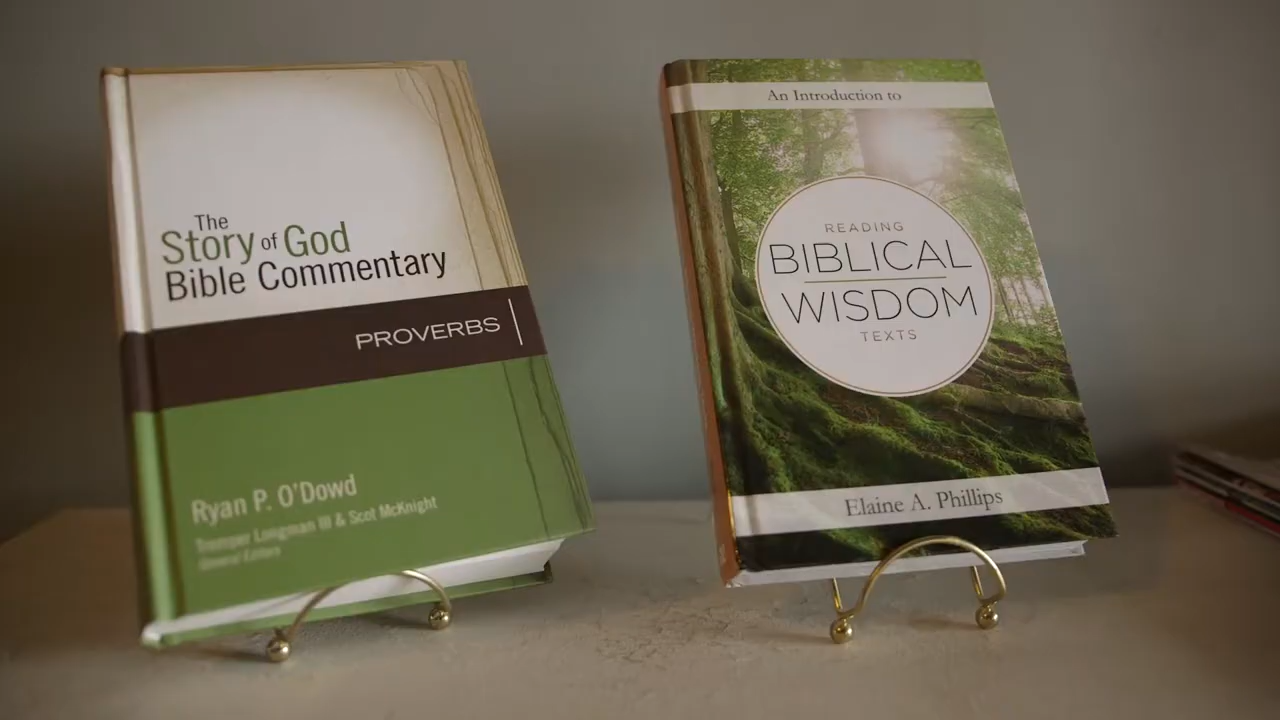 The
Story of God
Bible Commentary
PROVERBS
Ryan P. O'Dowd
Tremper Longman III & Scot McKnight
General Editors
An Introduction to
READING
BIBLICAL
WISDOM
TEXTS
Elaine A. Phillips